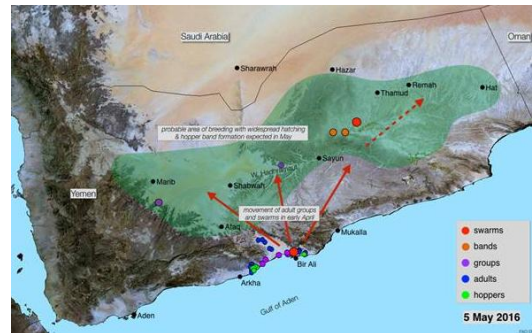 Saudi Arabia
Oman
Sharawrah
Hazar
Remah
Hat
Thamud
probable area of breeding with widespread hatching
& hopper band formation expected in May
Sayun
W. Hadhramaut
Marib
Shabwah
Yemen
movement of adult groups
and swarms in early April
Ataq
Mukalla
Bir Ali
Arkha
Gulf of Aden
Aden
swarms
bands
groups
adults
hoppers
5 May 2016